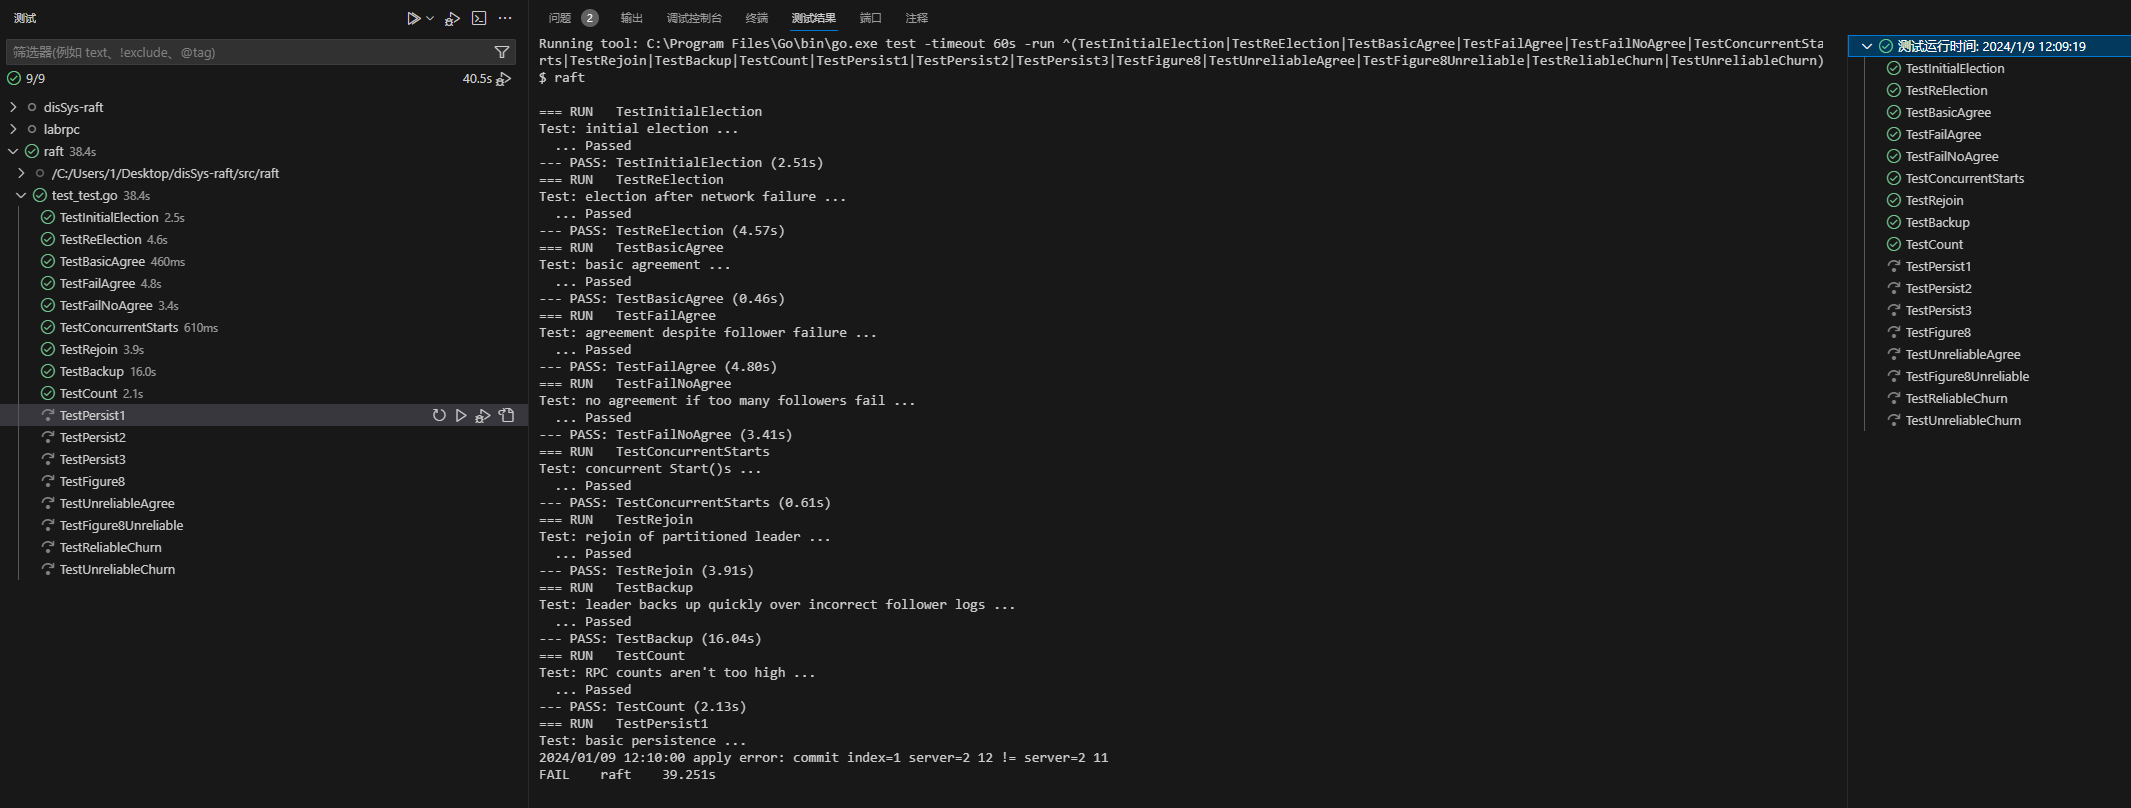 测试
筛选器(例如 text、!exclude、@tag)
9/9
40.5s
disSys-raft
labrpc
raft 38.4s
/C:/Users/1/Desktop/disSys-raft/src/raft
test_test.go 38.4s
TestInitialElection 2.5s
TestReElection 4.6s
TestBasicAgree 460ms
TestFailAgree 4.8s
TestFailNoAgree 3.4s
TestConcurrentStarts 610ms
TestRejoin 3.9s
TestBackup 16.0s
TestCount 2.1s
TestPersist1
TestPersist2
TestPersist3
TestFigure8
TestUnreliableAgree
TestFigure8Unreliable
TestReliableChurn
TestUnreliableChurn
问题 2 输出 调试控制台 终端 测试结果 端口 注释
Running tool: C:\Program Files\Go\bin\go.exe test -timeout 60s -run ^(TestInitialElection|TestReElection|TestBasicAgree|TestFailAgree|TestFailNoAgree|TestConcurrentSta
rts|TestRejoin|TestBackup|TestCount|TestPersist1|TestPersist2|TestPersist3|TestFigure8|TestUnreliableAgree|TestFigure8Unreliable|TestReliableChurn|TestUnreliableChurn)
$ raft
=== RUN   TestInitialElection
Test: initial election ...
  ... Passed
--- PASS: TestInitialElection (2.51s)
=== RUN   TestReElection
Test: election after network failure ...
  ... Passed
--- PASS: TestReElection (4.57s)
=== RUN   TestBasicAgree
Test: basic agreement ...
  ... Passed
--- PASS: TestBasicAgree (0.46s)
=== RUN   TestFailAgree
Test: agreement despite follower failure ...
  ... Passed
--- PASS: TestFailAgree (4.80s)
=== RUN   TestFailNoAgree
Test: no agreement if too many followers fail ...
  ... Passed
--- PASS: TestFailNoAgree (3.41s)
=== RUN   TestConcurrentStarts
Test: concurrent Start()s ...
  ... Passed
--- PASS: TestConcurrentStarts (0.61s)
=== RUN   TestRejoin
Test: rejoin of partitioned leader ...
  ... Passed
--- PASS: TestRejoin (3.91s)
=== RUN   TestBackup
Test: leader backs up quickly over incorrect follower logs ...
  ... Passed
--- PASS: TestBackup (16.04s)
=== RUN   TestCount
Test: RPC counts aren't too high ...
  ... Passed
--- PASS: TestCount (2.13s)
=== RUN   TestPersist1
Test: basic persistence ...
2024/01/09 12:10:00 apply error: commit index=1 server=2 12 != server=2 11
FAIL    raft    39.251s
测试运行时间: 2024/1/9 12:09:19
TestInitialElection
TestReElection
TestBasicAgree
TestFailAgree
TestFailNoAgree
TestConcurrentStarts
TestRejoin
TestBackup
TestCount
TestPersist1
TestPersist2
TestPersist3
TestFigure8
TestUnreliableAgree
TestFigure8Unreliable
TestReliableChurn
TestUnreliableChurn